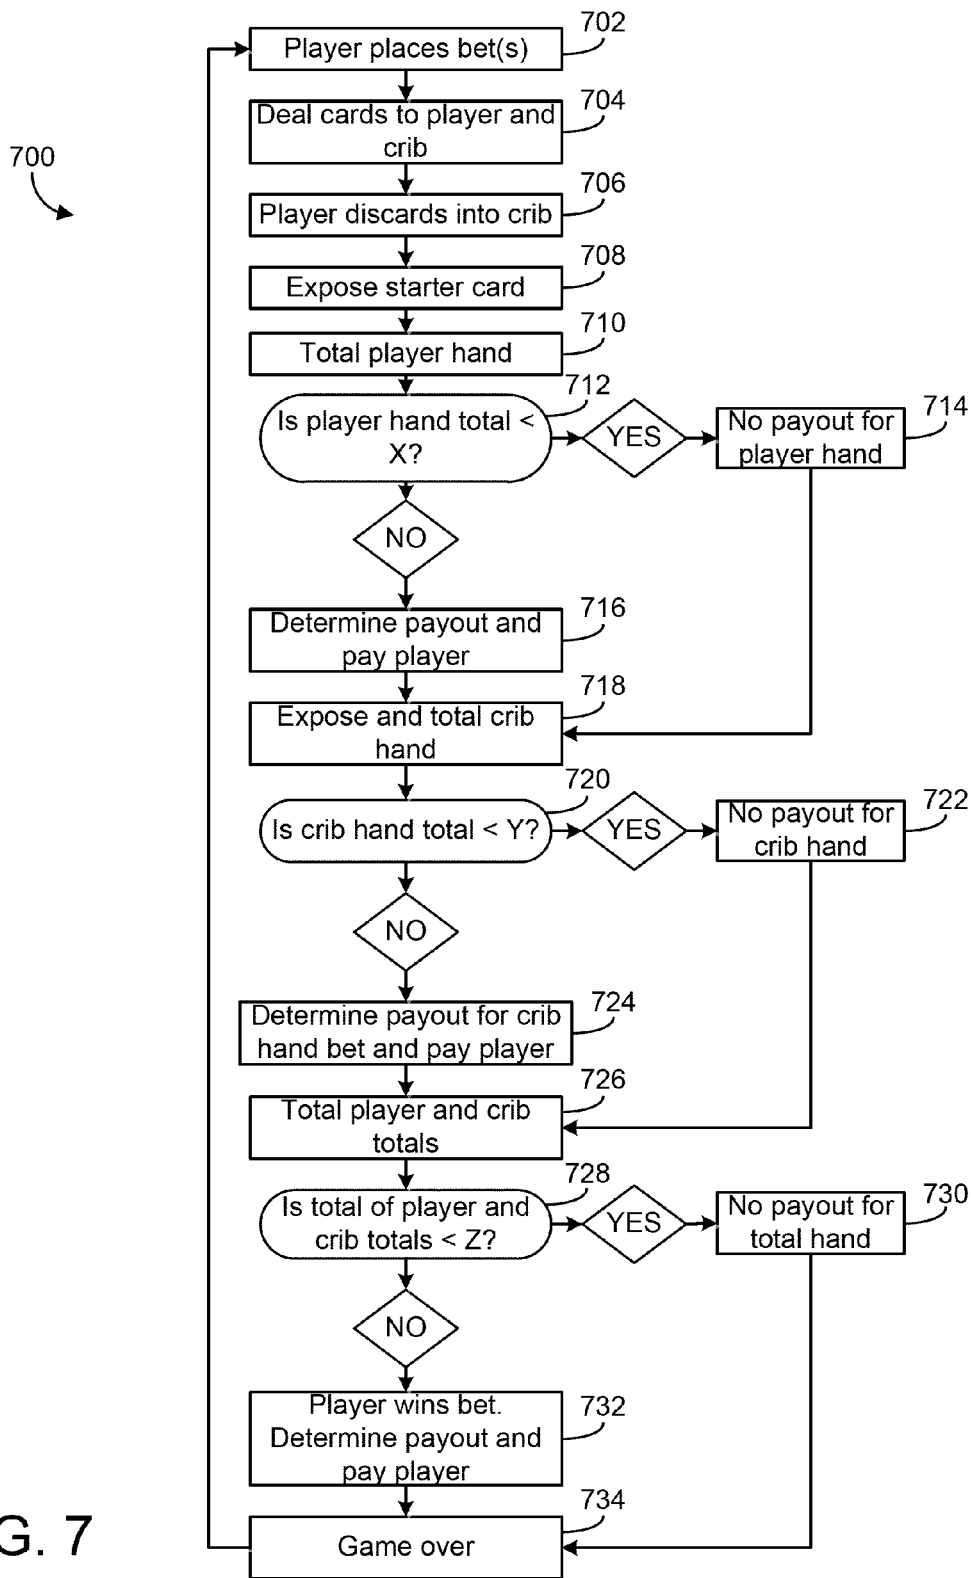 702
Player places bet(s)
704
Deal cards to player and
crib
700
706
Player discards into crib
708
Expose starter card
710
Total player hand
712
Is player hand total <
X?
YES
No payout for
player hand
714
NO
716
Determine payout and
pay player
718
Expose and total crib
hand
720
Is crib hand total < Y?
YES
No payout for
crib hand
722
NO
724
Determine payout for crib
hand bet and pay player
726
Total player and crib
totals
728
Is total of player and
crib totals < Z?
YES
No payout for
total hand
730
NO
732
Player wins bet.
Determine payout and
pay player
734
Game over
G. 7